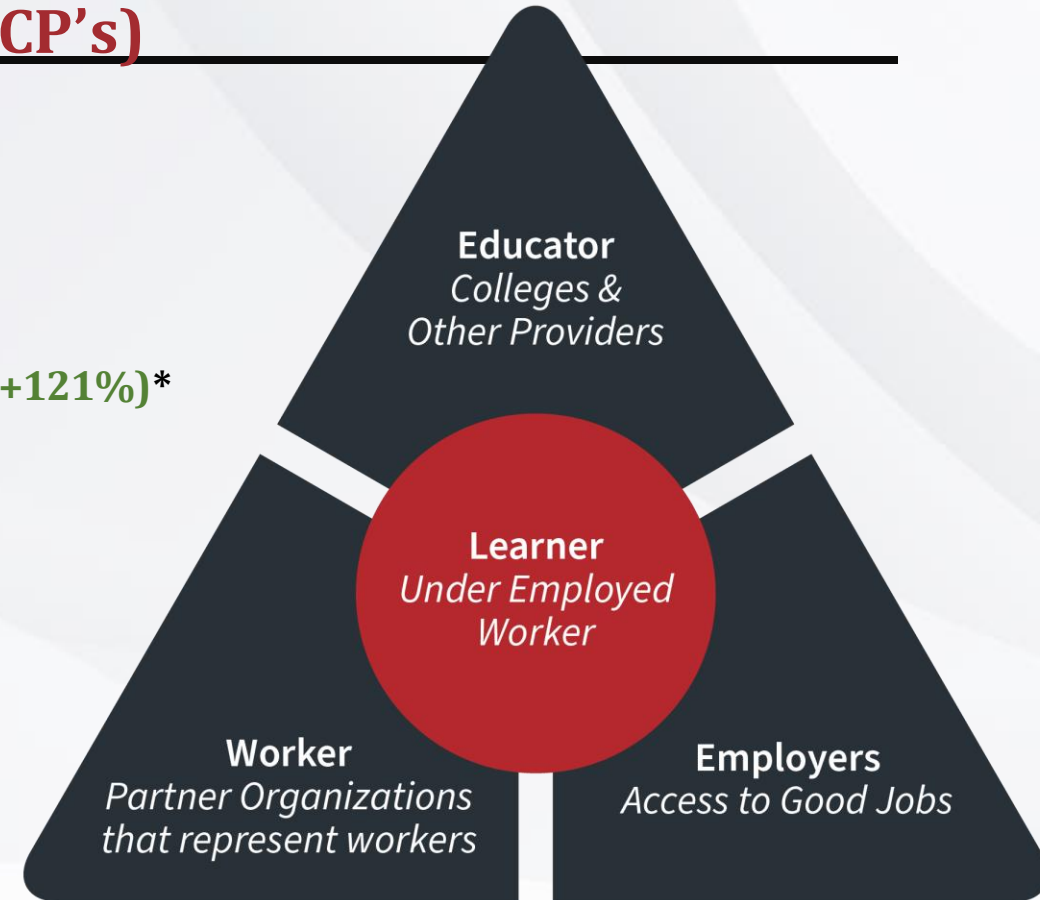 CP’s)
+121%)*
Educator
Colleges &
Other Providers
Learner
Under Employed
Worker
Worker
Partner Organizations
that represent workers
Employers
Access to Good Jobs